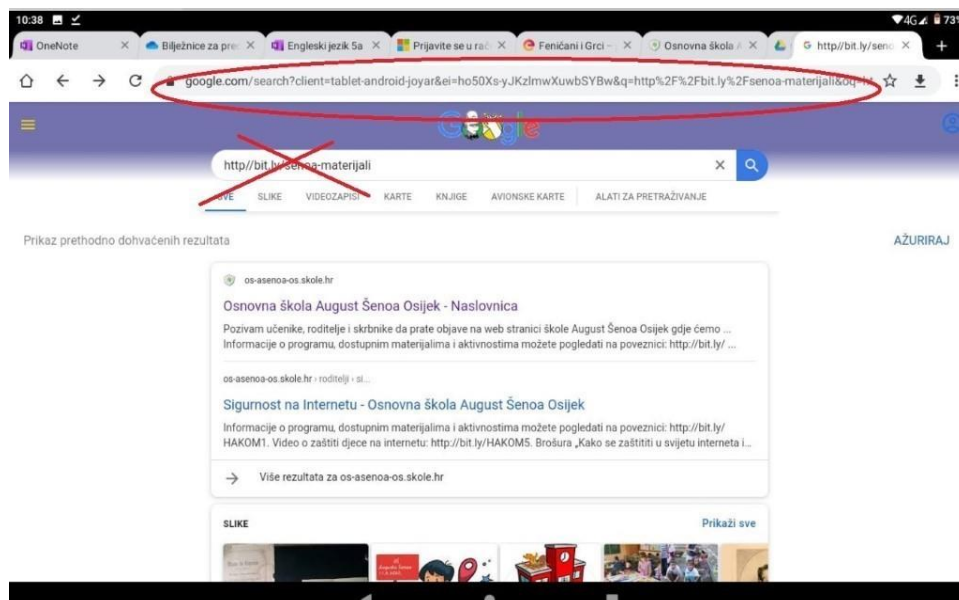 10:38 4G 73%
OneNote Bilježnice za pre Engleski jezik 5a Prijavite se u rač Feničani i Grci - Osnovna škola A http//bit.ly/seno
google.com/search?client=tablet-android-joyar&ei=ho50Xs-yJKzlmwXuwbSYBw&q=http%2F%2Fbit.ly%2Fsenoa-materijali&oq=ht
Google
http//bit.ly/senoa-materijali
SVE SLIKE VIDEOZAPISI KARTE KNJIGE AVIONSKE KARTE ALATI ZA PRETRAŽIVANJE
Prikaz prethodno dohvaćenih rezultata AŽURIRAJ
os-asenoa-os.skole.hr
Osnovna škola August Šenoa Osijek - Naslovnica
Pozivam učenike, roditelje i skrbnike da prate objave na web stranici škole August Šenoa Osijek gdje ćemo ...
Informacije o programu, dostupnim materijalima i aktivnostima možete pogledati na poveznici: http://bit.ly/ ...
os-asenoa-os.skole.hr › roditelji › si...
Sigurnost na Internetu - Osnovna škola August Šenoa Osijek
Informacije o programu, dostupnim materijalima i aktivnostima možete pogledati na poveznici: http://bit.ly/
HAKOM1. Video o zaštiti djece na internetu: http://bit.ly/HAKOM5. Brošura „Kako se zaštititi u svijetu interneta i...
Više rezultata za os-asenoa-os.skole.hr
SLIKE Prikaži sve